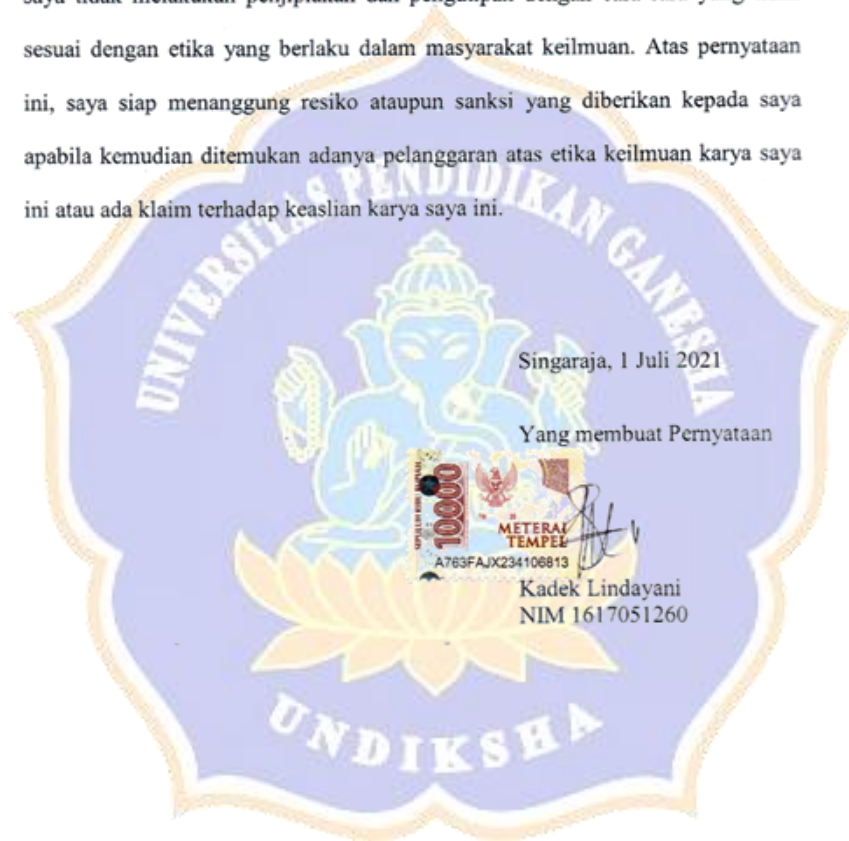 sesuai dengan etika yang berlaku dalam masyarakat keilmuan. Atas pernyataan
ini, saya siap menanggung resiko ataupun sanksi yang diberikan kepada saya
apabila kemudian ditemukan adanya pelanggaran atas etika keilmuan karya saya
ini atau ada klaim terhadap keaslian karya saya ini.
UNIVERSITAS PENDIDIKAN GANESHA
Singaraja, 1 Juli 2021
Yang membuat Pernyataan
SEPULUH RIBU RUPIAH
10000
METERAI
TEMPEL
A763FAJX234106813
Kadek Lindayani
NIM 1617051260
UNDIKSHA